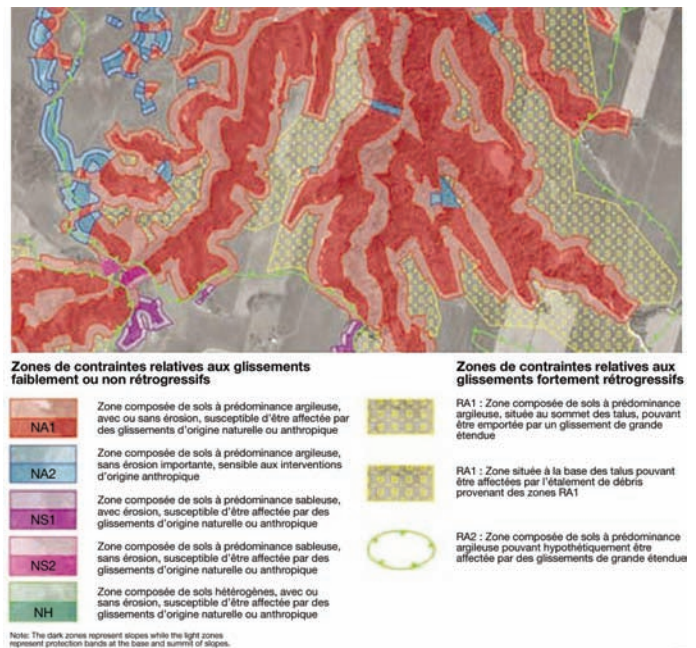 Zones de contraintes relatives aux glissements
faiblement ou non rétrogressifs
NA1
Zone composée de sols à prédominance argileuse,
avec ou sans érosion, susceptible d'être affectée par
des glissements d'origine naturelle ou anthropique
NA2
Zone composée de sols à prédominance argileuse,
sans érosion importante, sensible aux interventions
d'origine anthropique
NS1
Zone composée de sols à prédominance sableuse,
avec érosion, susceptible d'être affectée par des
glissements d'origine naturelle ou anthropique
NS2
Zone composée de sols à prédominance sableuse,
sans érosion, susceptible d'être affectée par des
glissements d'origine naturelle ou anthropique
NH
Zone composée de sols hétérogènes, avec ou
sans érosion, susceptible d'être affectée par des
glissements d'origine naturelle ou anthropique
Note: The dark zones represent slopes while the light zones
represent protection bands at the base and summit of slopes.
Zones de contraintes relatives aux
glissements fortement rétrogressifs
RA1 : Zone composée de sols à prédominance
argileuse, située au sommet des talus, pouvant
être emportée par un glissement de grande
étendue
RA1 : Zone située à la base des talus pouvant
être affectées par l'étalement de débris
provenant des zones RA1
RA2 : Zone composée de sols à prédominance
argileuse pouvant hypothétiquement être
affectée par des glissements de grande étendue